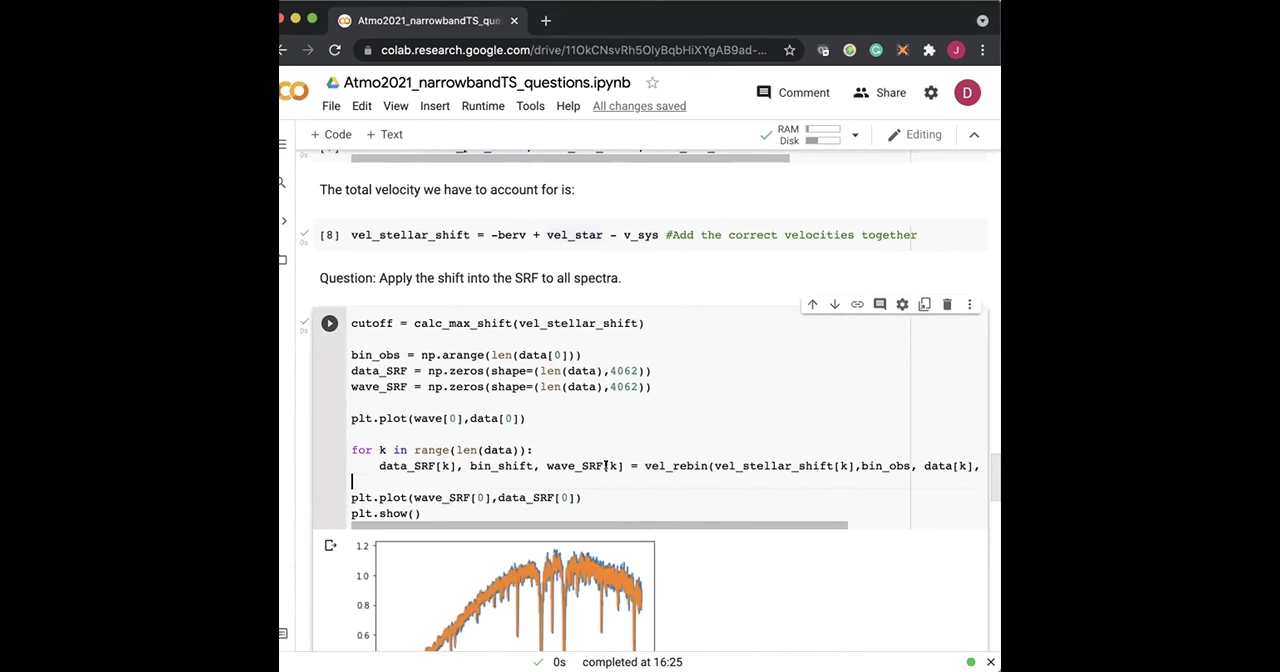 Atmo2021_narrowbandTS_que
colab.research.google.com/drive/11OkCNsvRh5OlyBqbHiXYgAB9ad-...
J
Atmo2021_narrowbandTS_questions.ipynb
Comment
Share
D
File Edit View Insert Runtime Tools Help All changes saved
+ Code + Text
RAM
Disk
Editing
0s
The total velocity we have to account for is:
0s
[8] vel_stellar_shift = -berv + vel_star - v_sys #Add the correct velocities together
Question: Apply the shift into the SRF to all spectra.
0s
cutoff = calc_max_shift(vel_stellar_shift)
bin_obs = np.arange(len(data[0]))
data_SRF = np.zeros(shape=(len(data),4062))
wave_SRF = np.zeros(shape=(len(data),4062))
plt.plot(wave[0],data[0])
for k in range(len(data)):
data_SRF[k], bin_shift, wave_SRF[k] = vel_rebin(vel_stellar_shift[k],bin_obs, data[k],
plt.plot(wave_SRF[0],data_SRF[0])
plt.show()
1.2
1.0
0.8
0.6
0s completed at 16:25